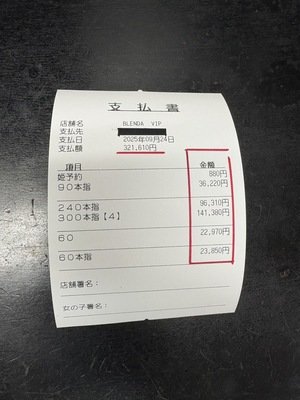 支払書
店舗名 BLENDA VIP
支払先
支払日 2025年09月24日
支払額 321,610円
項目 金額
姫予約 880円
90本指 36,220円
240本指 96,310円
300本指【4】 141,380円
60 22,970円
60本指 23,850円
店舗署名：
女の子署名：